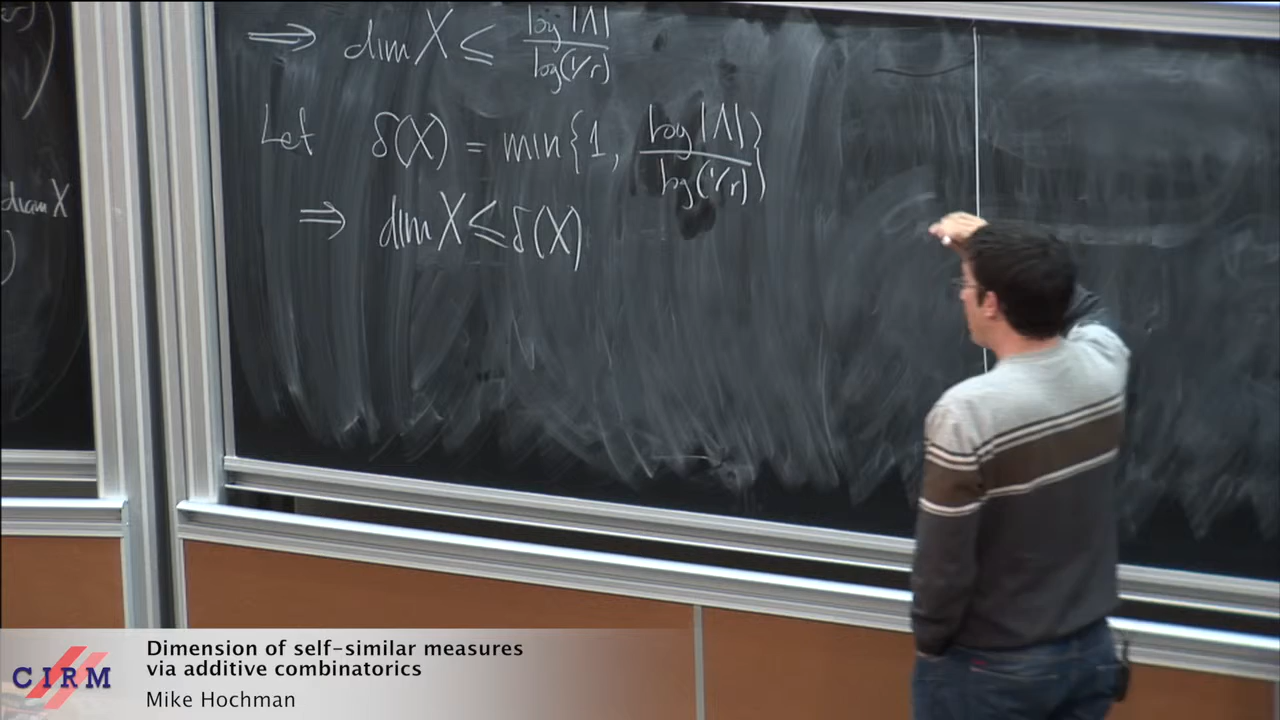 ⟹ dim X ≤ log|Λ| / log(1/r)
Let δ(X) = min{1, log|Λ| / log(1/r)}
⟹ dim X ≤ δ(X)
diam X
)
CIRM
Dimension of self-similar measures
via additive combinatorics
Mike Hochman